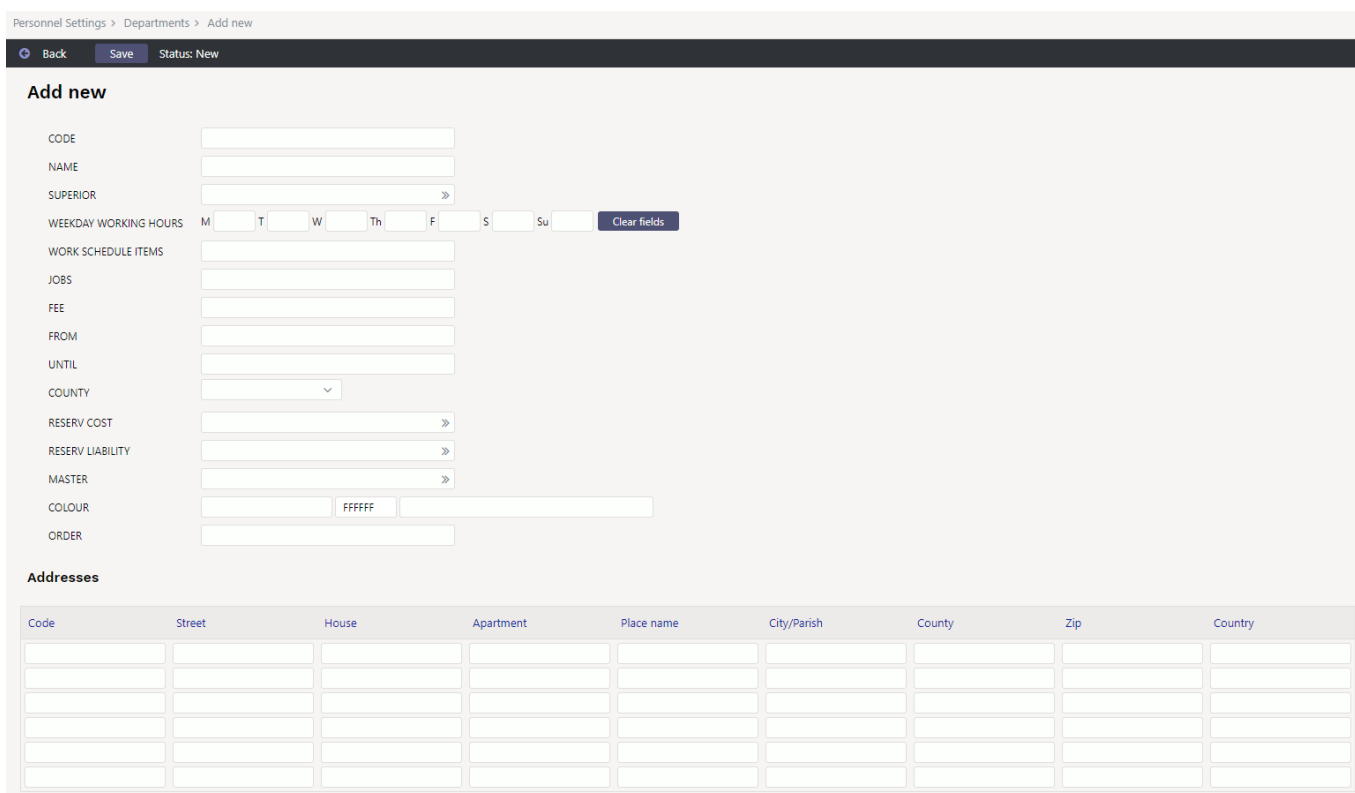 Personnel Settings > Departments > Add new
Back Save Status: New
Add new
CODE
NAME
SUPERIOR »
WEEKDAY WORKING HOURS M T W Th F S Su Clear fields
WORK SCHEDULE ITEMS
JOBS
FEE
FROM
UNTIL
COUNTY
RESERV COST »
RESERV LIABILITY »
MASTER »
COLOUR FFFFFF
ORDER
Addresses
Code Street House Apartment Place name City/Parish County Zip Country